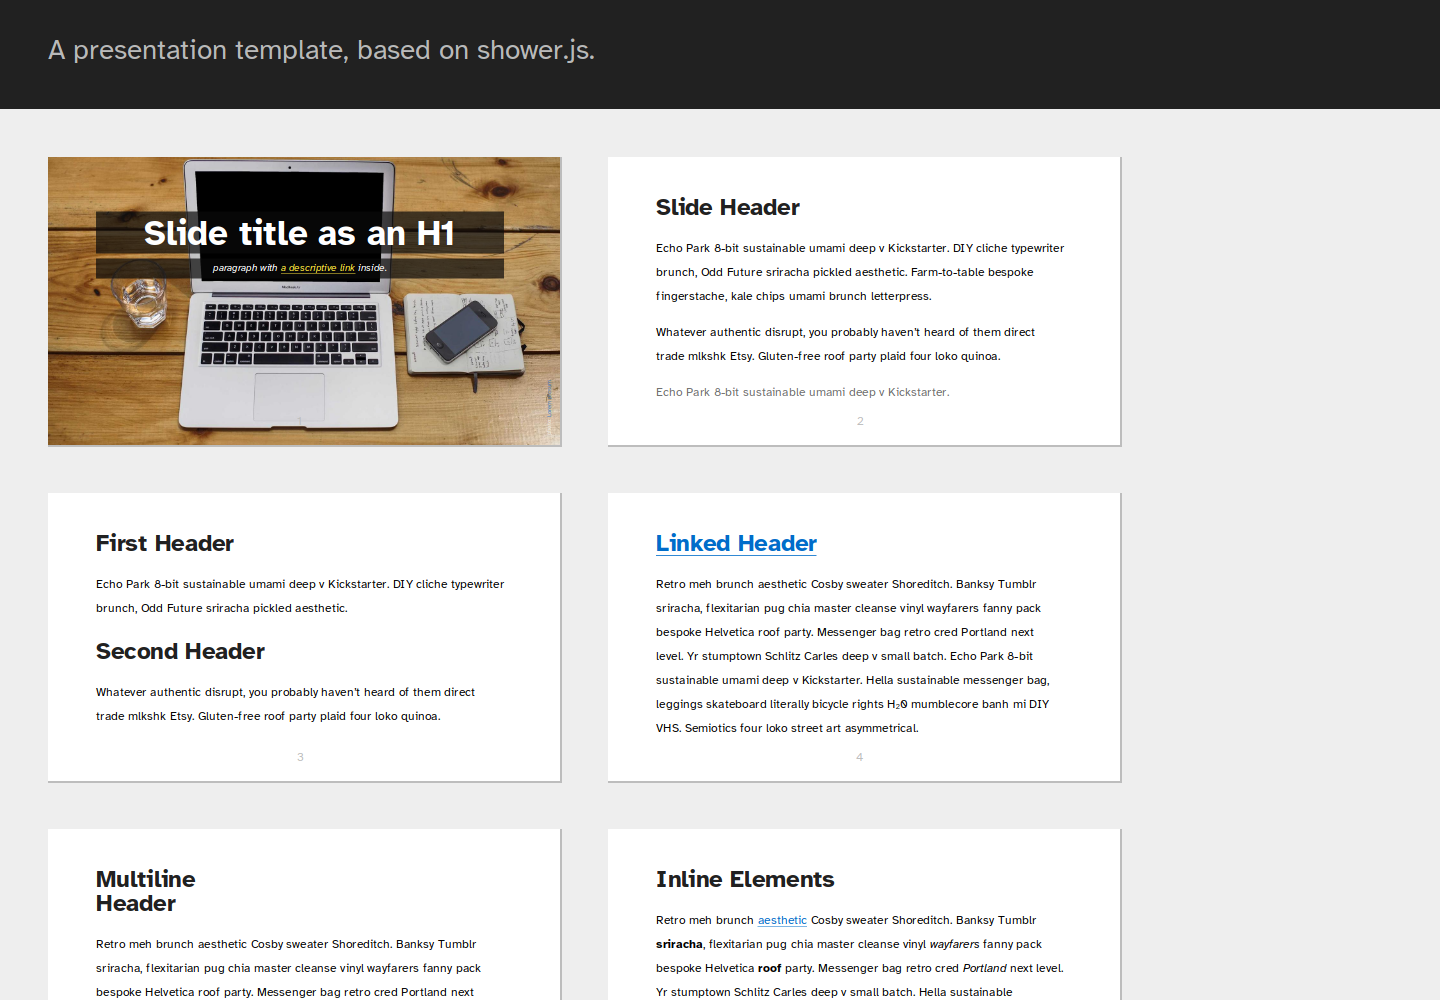 A presentation template, based on shower.js.
Slide title as an H1
paragraph with a descriptive link inside.
1
Slide Header
Echo Park 8-bit sustainable umami deep v Kickstarter. DIY cliche typewriter
brunch, Odd Future sriracha pickled aesthetic. Farm-to-table bespoke
fingerstache, kale chips umami brunch letterpress.
Whatever authentic disrupt, you probably haven't heard of them direct
trade mlkshk Etsy. Gluten-free roof party plaid four loko quinoa.
Echo Park 8-bit sustainable umami deep v Kickstarter.
2
First Header
Echo Park 8-bit sustainable umami deep v Kickstarter. DIY cliche typewriter
brunch, Odd Future sriracha pickled aesthetic.
Second Header
Whatever authentic disrupt, you probably haven't heard of them direct
trade mlkshk Etsy. Gluten-free roof party plaid four loko quinoa.
3
Linked Header
Retro meh brunch aesthetic Cosby sweater Shoreditch. Banksy Tumblr
sriracha, flexitarian pug chia master cleanse vinyl wayfarers fanny pack
bespoke Helvetica roof party. Messenger bag retro cred Portland next
level. Yr stumptown Schlitz Carles deep v small batch. Echo Park 8-bit
sustainable umami deep v Kickstarter. Hella sustainable messenger bag,
leggings skateboard literally bicycle rights H₂0 mumblecore banh mi DIY
VHS. Semiotics four loko street art asymmetrical.
4
Multiline
Header
Retro meh brunch aesthetic Cosby sweater Shoreditch. Banksy Tumblr
sriracha, flexitarian pug chia master cleanse vinyl wayfarers fanny pack
bespoke Helvetica roof party. Messenger bag retro cred Portland next
Inline Elements
Retro meh brunch aesthetic Cosby sweater Shoreditch. Banksy Tumblr
sriracha, flexitarian pug chia master cleanse vinyl wayfarers fanny pack
bespoke Helvetica roof party. Messenger bag retro cred Portland next level.
Yr stumptown Schlitz Carles deep v small batch. Hella sustainable